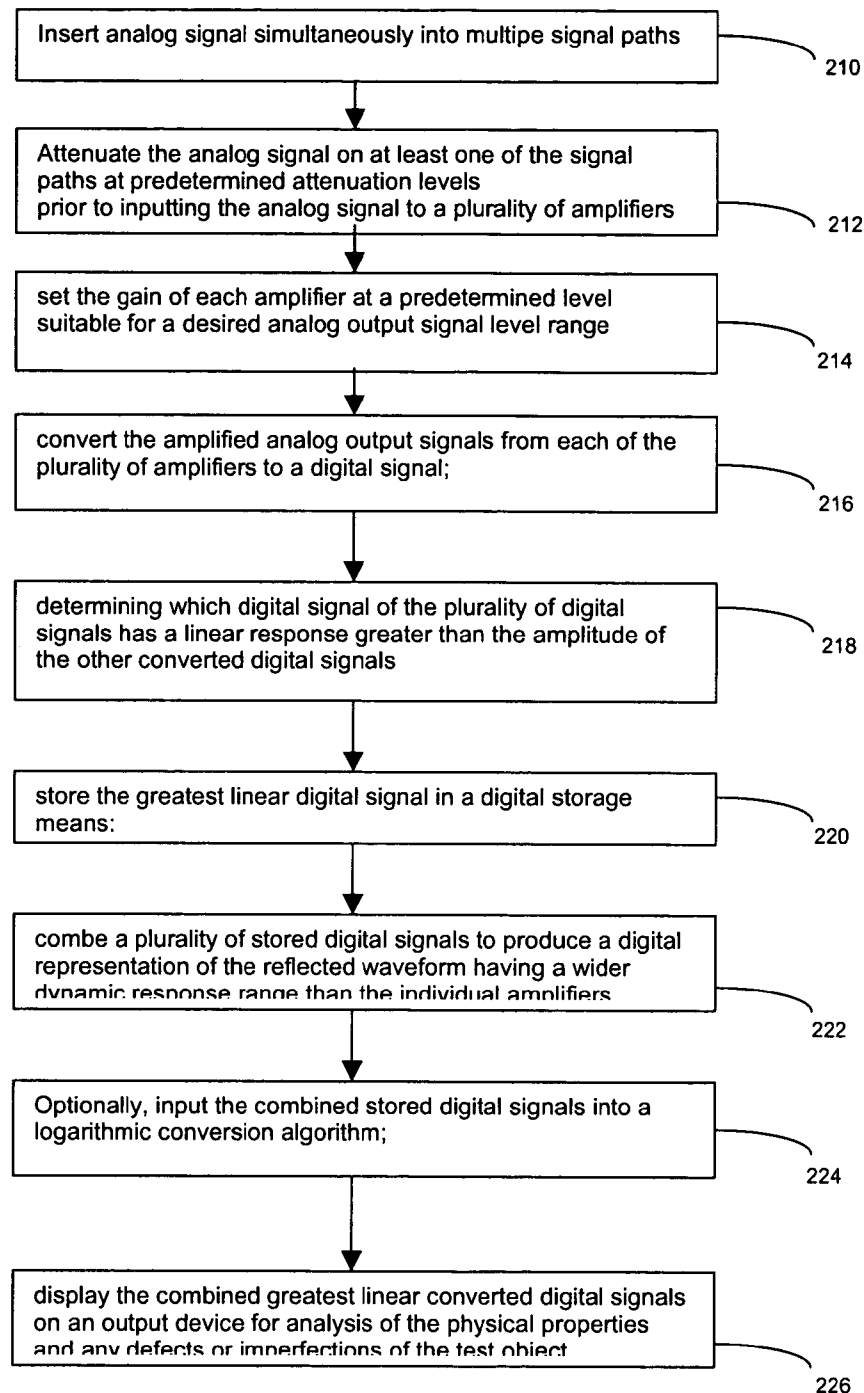 Insert analog signal simultaneously into multipe signal paths
210
Attenuate the analog signal on at least one of the signal
paths at predetermined attenuation levels
prior to inputting the analog signal to a plurality of amplifiers
212
set the gain of each amplifier at a predetermined level
suitable for a desired analog output signal level range
214
convert the amplified analog output signals from each of the
plurality of amplifiers to a digital signal;
216
determining which digital signal of the plurality of digital
signals has a linear response greater than the amplitude of
the other converted digital signals
218
store the greatest linear digital signal in a digital storage
means:
220
combe a plurality of stored digital signals to produce a digital
representation of the reflected waveform having a wider
dynamic response range than the individual amplifiers
222
Optionally, input the combined stored digital signals into a
logarithmic conversion algorithm;
224
display the combined greatest linear converted digital signals
on an output device for analysis of the physical properties
and any defects or imperfections of the test object
226